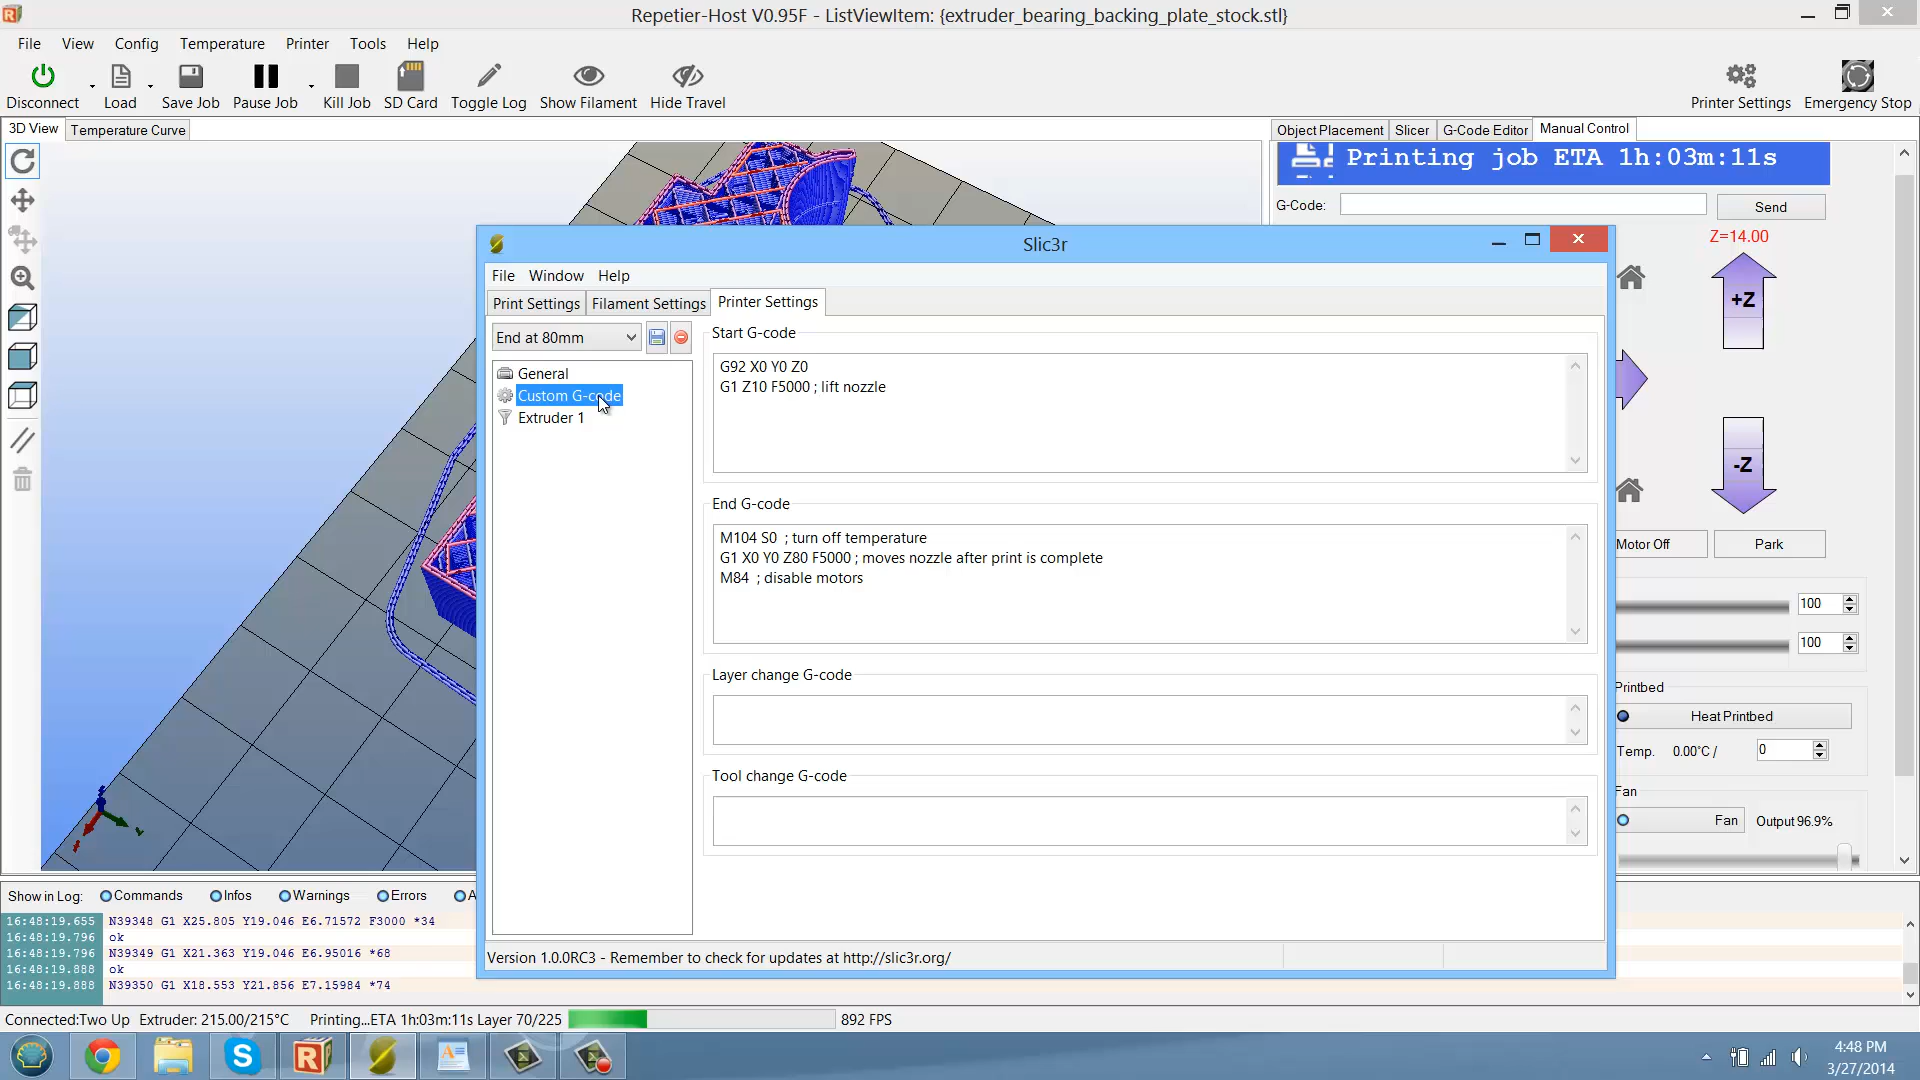 Repetier-Host V0.95F - ListViewItem: {extruder_bearing_backing_plate_stock.stl}
File View Config Temperature Printer Tools Help
Disconnect Load Save Job Pause Job Kill Job SD Card Toggle Log Show Filament Hide Travel Printer Settings Emergency Stop
3D View Temperature Curve
Object Placement Slicer G-Code Editor Manual Control
Printing job ETA 1h:03m:11s
G-Code: Send
Z=14.00
+Z
-Z
Motor Off Park
100
100
Printbed
Heat Printbed
Temp. 0.00°C / 0
Fan
Fan Output 96.9%
Slic3r
File Window Help
Print Settings Filament Settings Printer Settings
End at 80mm
General
Custom G-code
Extruder 1
Start G-code
G92 X0 Y0 Z0
G1 Z10 F5000 ; lift nozzle
End G-code
M104 S0 ; turn off temperature
G1 X0 Y0 Z80 F5000 ; moves nozzle after print is complete
M84 ; disable motors
Layer change G-code
Tool change G-code
Version 1.0.0RC3 - Remember to check for updates at http://slic3r.org/
Show in Log: Commands Infos Warnings Errors A
16:48:19.655 N39348 G1 X25.805 Y19.046 E6.71572 F3000 *34
16:48:19.796 ok
16:48:19.796 N39349 G1 X21.363 Y19.046 E6.95016 *68
16:48:19.888 ok
16:48:19.888 N39350 G1 X18.553 Y21.856 E7.15984 *74
Connected:Two Up Extruder: 215.00/215°C Printing...ETA 1h:03m:11s Layer 70/225 892 FPS
4:48 PM
3/27/2014